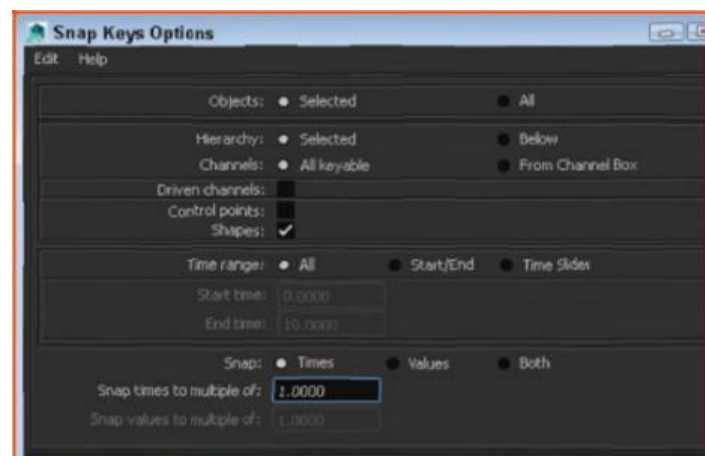 Snap Keys Options
Edit Help
Objects: Selected All
Hierarchy: Selected Below
Channels: All keyable From Channel Box
Driven channels:
Control points:
Shapes:
Time range: All Start/End Time Slider
Start time: 0.0000
End time: 10.0000
Snap: Times Values Both
Snap times to multiple of: 1.0000
Snap values to multiple of: 1.0000